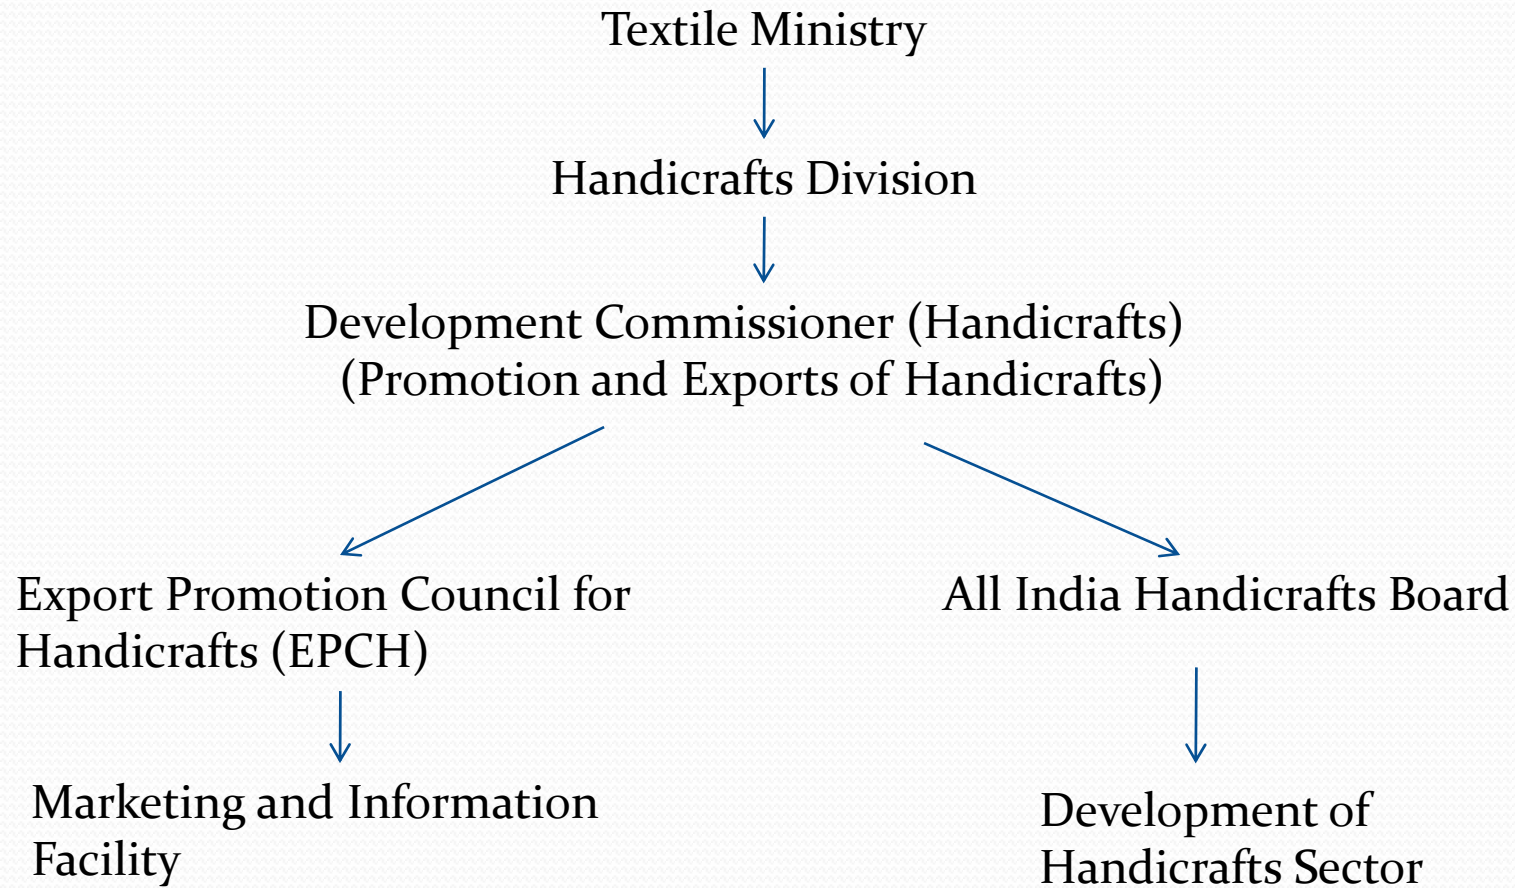 Textile Ministry
Handicrafts Division
Development Commissioner (Handicrafts)
(Promotion and Exports of Handicrafts)
Export Promotion Council for
Handicrafts (EPCH)
All India Handicrafts Board
Marketing and Information
Facility
Development of
Handicrafts Sector